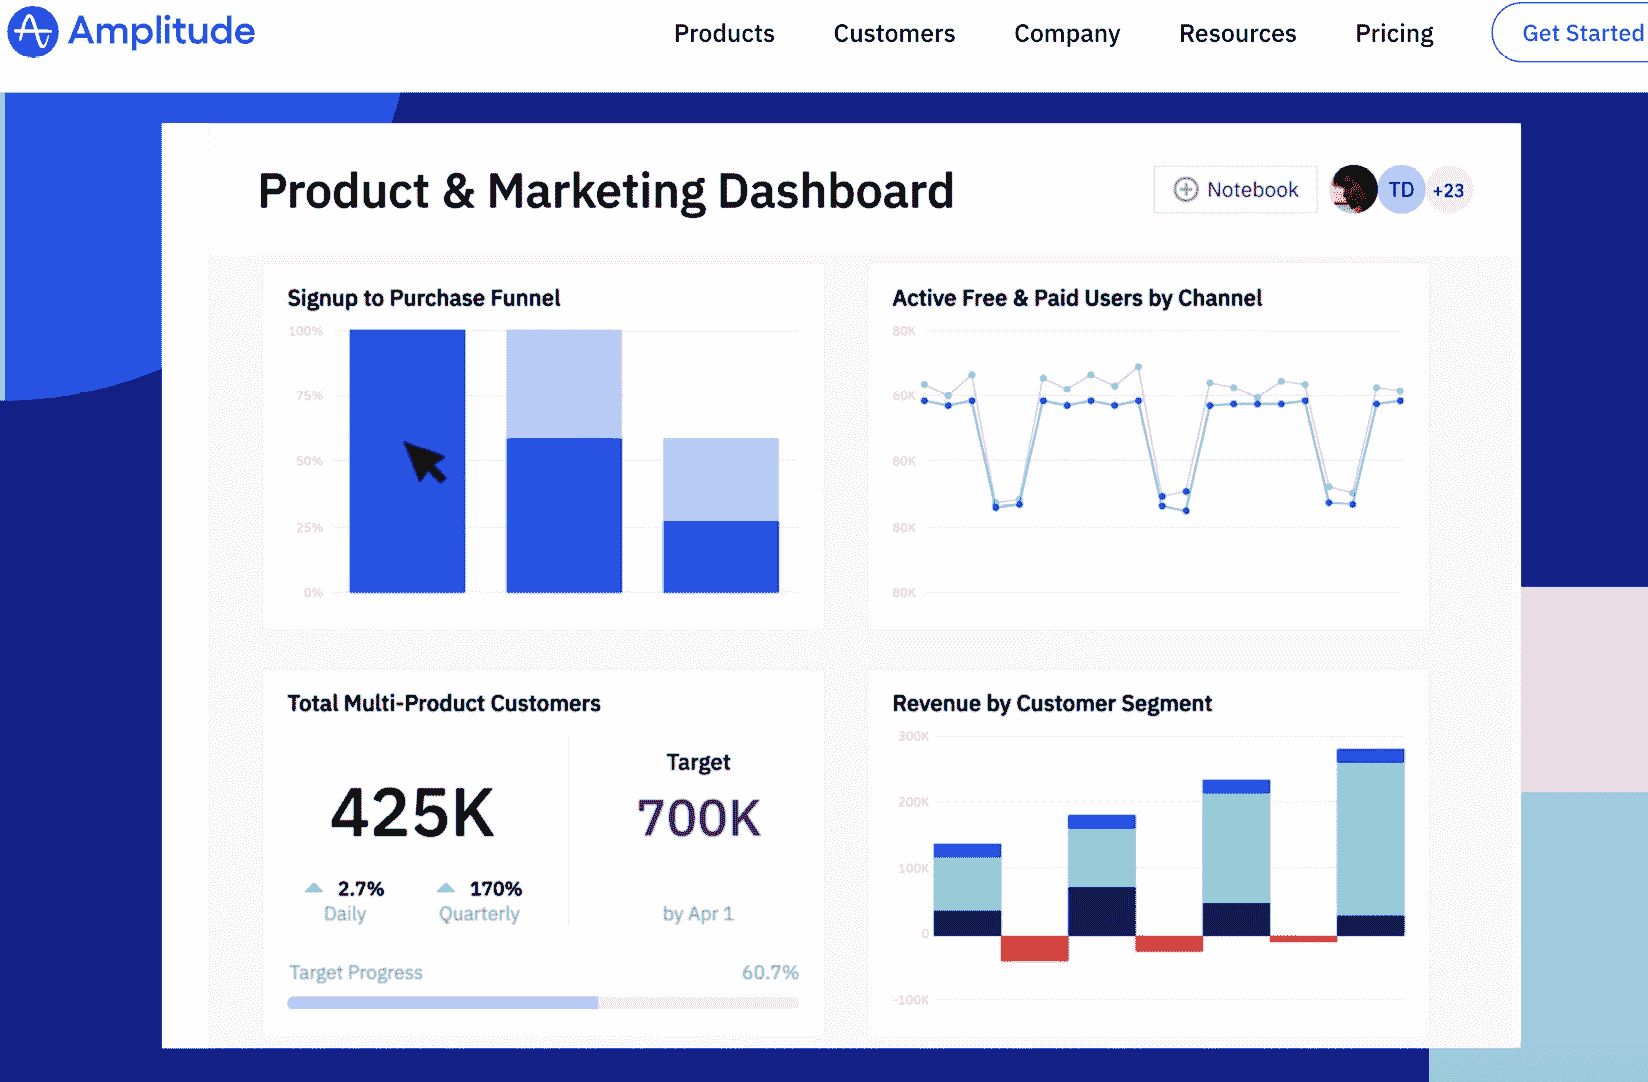 Amplitude
Products Customers Company Resources Pricing Get Started
Product & Marketing Dashboard
Notebook TD +23
Signup to Purchase Funnel
100%
75%
50%
25%
0%
Active Free & Paid Users by Channel
80K
60K
80K
80K
80K
Total Multi-Product Customers
425K
2.7% 170%
Daily Quarterly
Target
700K
by Apr 1
Target Progress 60.7%
Revenue by Customer Segment
300K
200K
100K
0
-100K